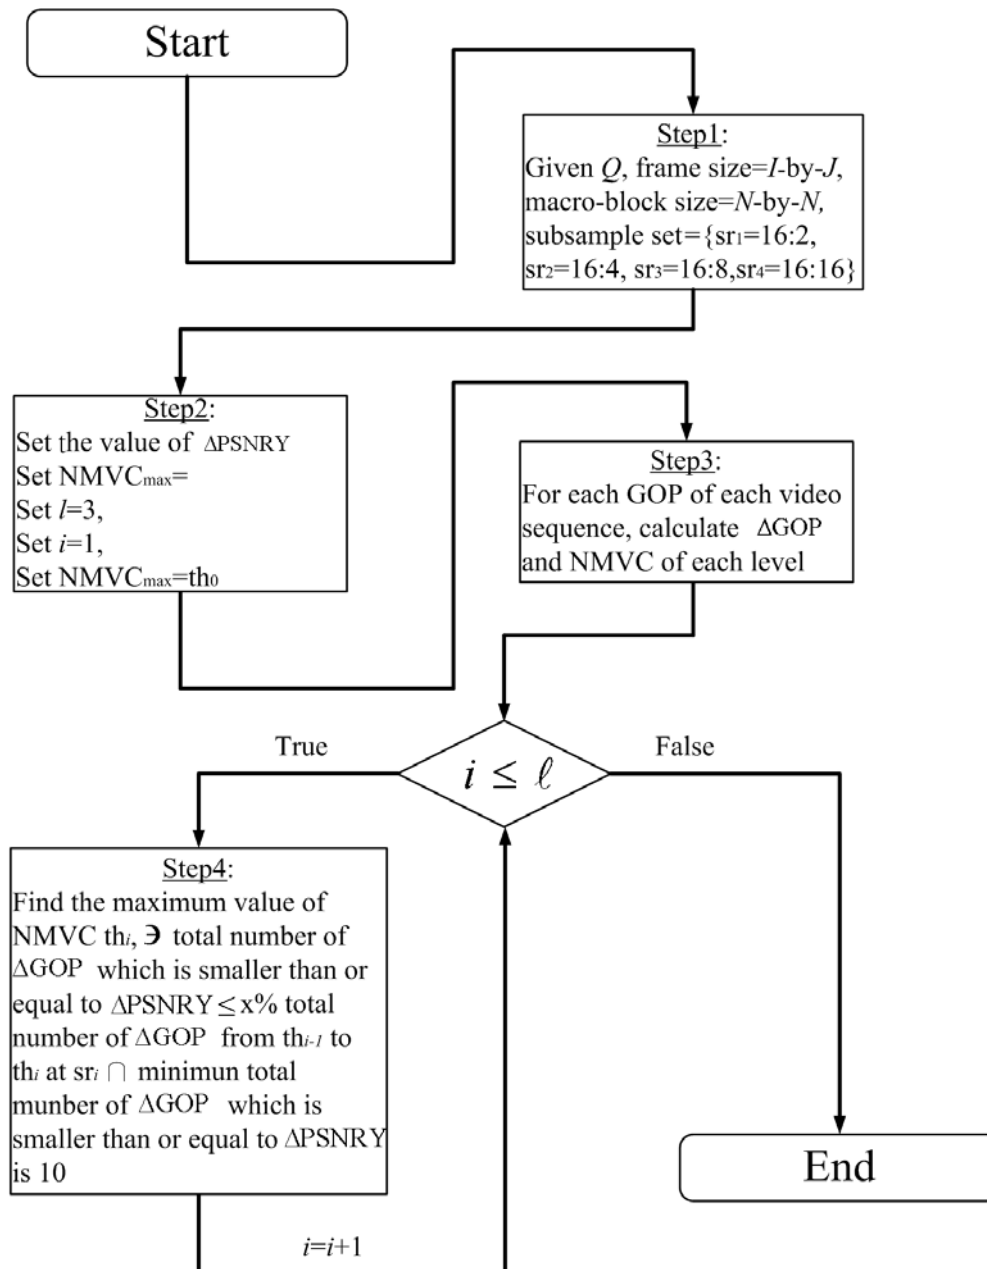 Start
Step1:
Given Q, frame size=I-by-J,
macro-block size=N-by-N,
subsample set={sr1=16:2,
sr2=16:4, sr3=16:8,sr4=16:16}
Step2:
Set the value of ΔPSNRY
Set NMVCmax=
Set l=3,
Set i=1,
Set NMVCmax=th0
Step3:
For each GOP of each video
sequence, calculate ΔGOP
and NMVC of each level
i ≤ ℓ
True
False
Step4:
Find the maximum value of
NMVC thi, ∋ total number of
ΔGOP which is smaller than or
equal to ΔPSNRY ≤ x% total
number of ΔGOP from thi-1 to
thi at sri ∩ minimun total
munber of ΔGOP which is
smaller than or equal to ΔPSNRY
is 10
i=i+1
End